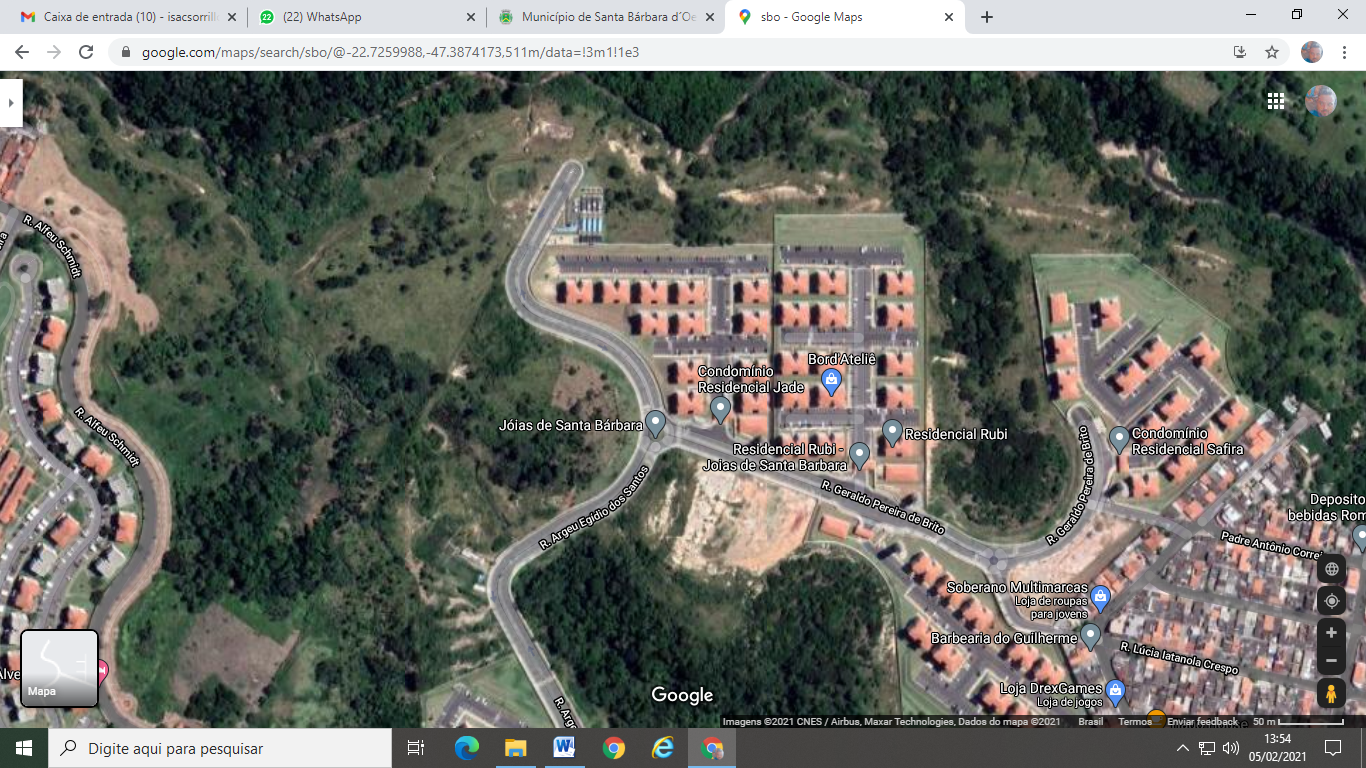 Caixa de entrada (10) - isacsorrill
(22) WhatsApp
Município de Santa Bárbara d´Oe
sbo - Google Maps
google.com/maps/search/sbo/@-22.7259988,-47.3874173,511m/data=!3m1!1e3
R. Alfeu Schmidt
R. Alfeu Schmidt
Bord'Ateliê
Condomínio
Residencial Jade
Jóias de Santa Bárbara
Residencial Rubi
Residencial Rubi -
Joias de Santa Barbara
Condomínio
Residencial Safira
R. Geraldo Pereira de Brito
R. Geraldo Pereira de Brito
R. Argeu Egídio dos Santos
Deposito
bebidas Rom
Padre Antônio Correi
Soberano Multimarcas
Loja de roupas
para jovens
Barbearia do Guilherme
R. Lúcia Iatanola Crespo
Loja DrexGames
Loja de jogos
R. Arge
Alve
Mapa
Google
Imagens ©2021 CNES / Airbus, Maxar Technologies, Dados do mapa ©2021
Brasil
Termos
Enviar feedback
50 m
Digite aqui para pesquisar
13:54
05/02/2021